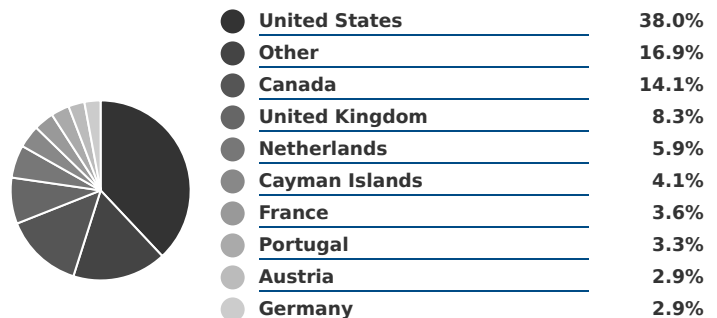 United States 38.0%
Other 16.9%
Canada 14.1%
United Kingdom 8.3%
Netherlands 5.9%
Cayman Islands 4.1%
France 3.6%
Portugal 3.3%
Austria 2.9%
Germany 2.9%